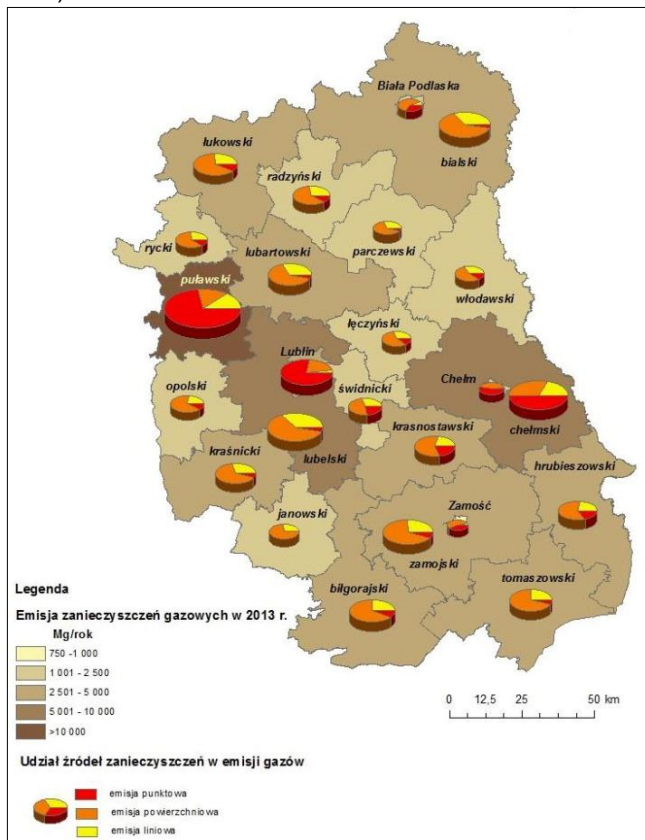 Biała Podlaska
bialski
łukowski
radzyński
parczewski
rycki
lubartowski
włodawski
puławski
łęczyński
Lublin
Chełm
świdnicki
chełmski
opolski
krasnostawski
lubelski
kraśnicki
hrubieszowski
janowski
Zamość
zamojski
tomaszowski
biłgorajski
Legenda
Emisja zanieczyszczeń gazowych w 2013 r.
Mg/rok
750 -1 000
1 001 - 2 500
2 501 - 5 000
5 001 - 10 000
>10 000
0 12,5 25 50 km
Udział źródeł zanieczyszczeń w emisji gazów
emisja punktowa
emisja powierzchniowa
emisja liniowa